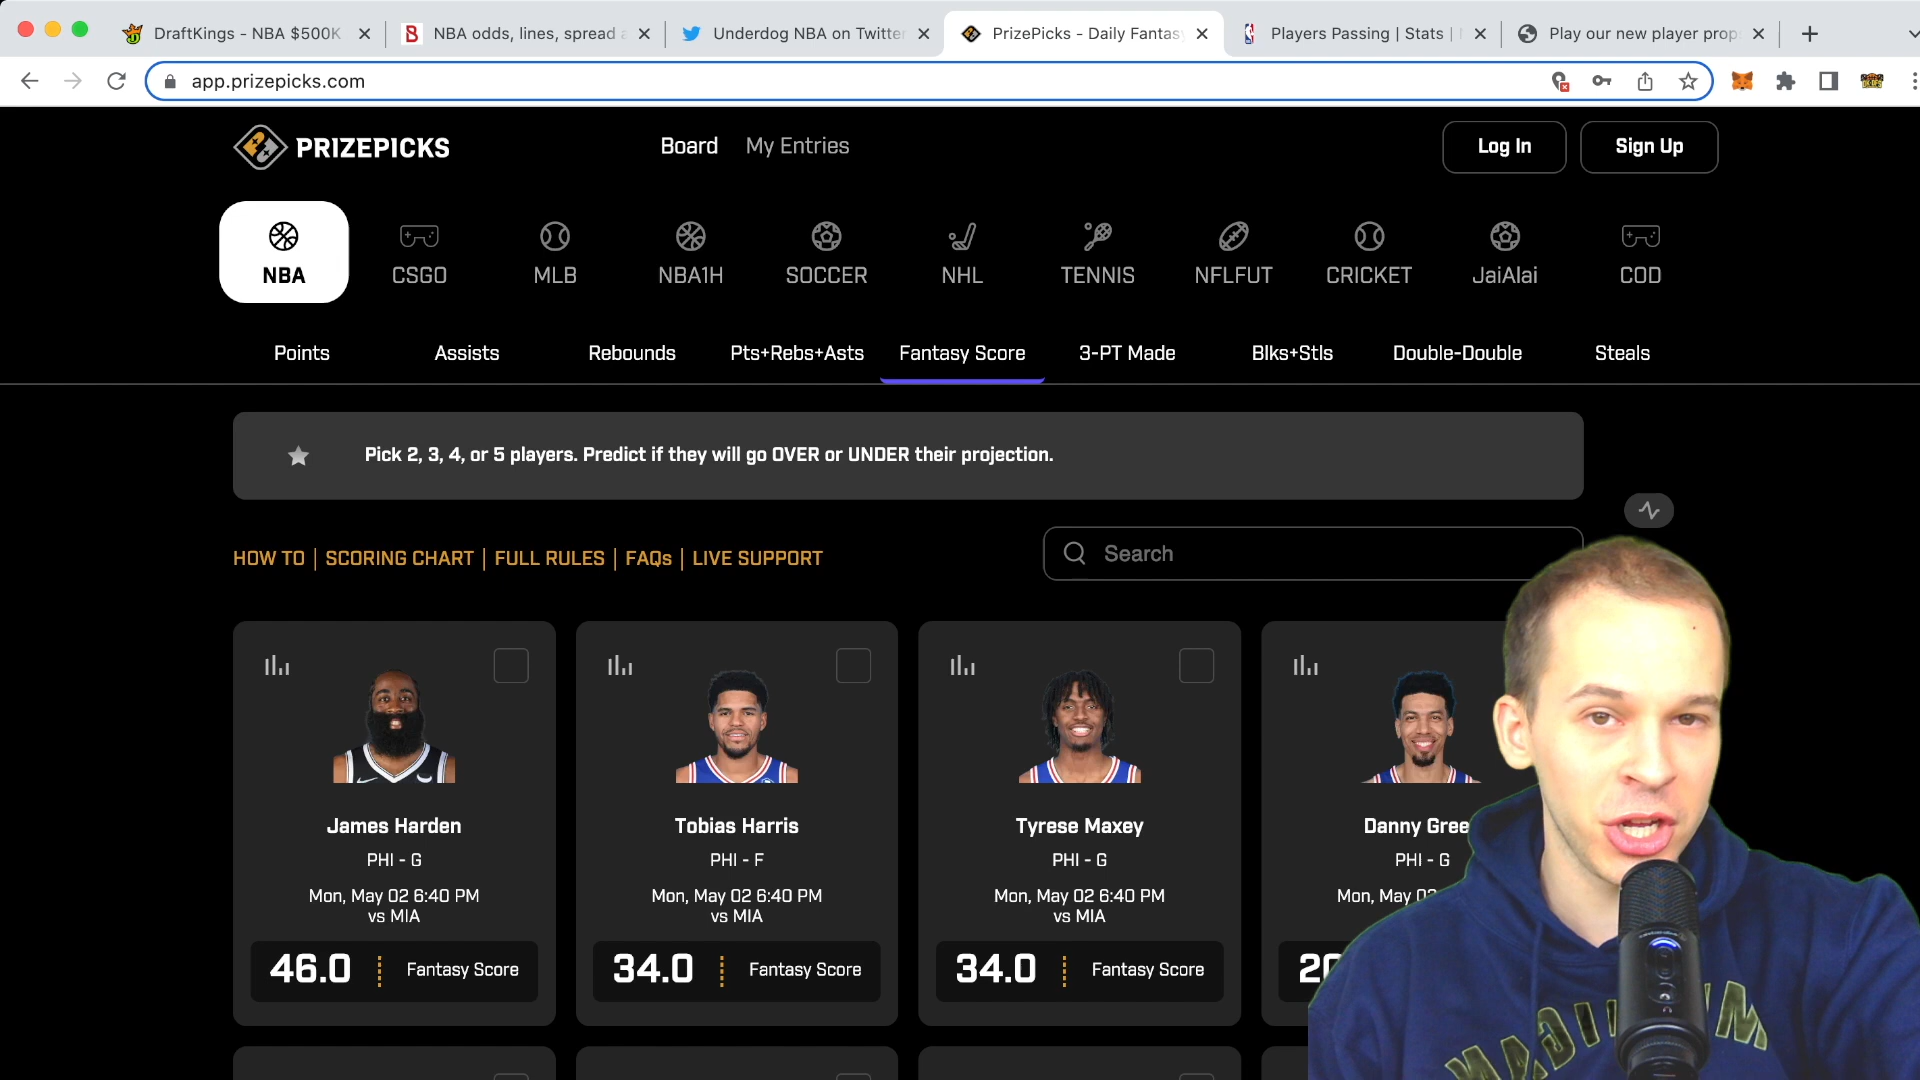 DraftKings - NBA $500K
NBA odds, lines, spread a
Underdog NBA on Twitter
PrizePicks - Daily Fantasy
Players Passing | Stats |
Play our new player prop
app.prizepicks.com
PRIZEPICKS
Board
My Entries
Log In
Sign Up
NBA
CSGO
MLB
NBA1H
SOCCER
NHL
TENNIS
NFLFUT
CRICKET
JaiAlai
COD
Points
Assists
Rebounds
Pts+Rebs+Asts
Fantasy Score
3-PT Made
Blks+Stls
Double-Double
Steals
Pick 2, 3, 4, or 5 players. Predict if they will go OVER or UNDER their projection.
HOW TO | SCORING CHART | FULL RULES | FAQs | LIVE SUPPORT
Search
James Harden
PHI - G
Mon, May 02 6:40 PM
vs MIA
46.0
Fantasy Score
Tobias Harris
PHI - F
Mon, May 02 6:40 PM
vs MIA
34.0
Fantasy Score
Tyrese Maxey
PHI - G
Mon, May 02 6:40 PM
vs MIA
34.0
Fantasy Score
Danny Gree
PHI - G
Mon, May 02
20